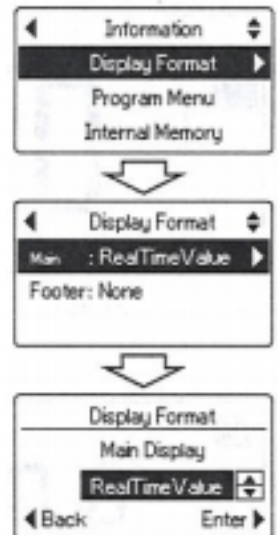 Information
Display Format
Program Menu
Internal Memory
Display Format
Main : RealTimeValue
Footer: None
Display Format
Main Display
RealTimeValue
Back Enter